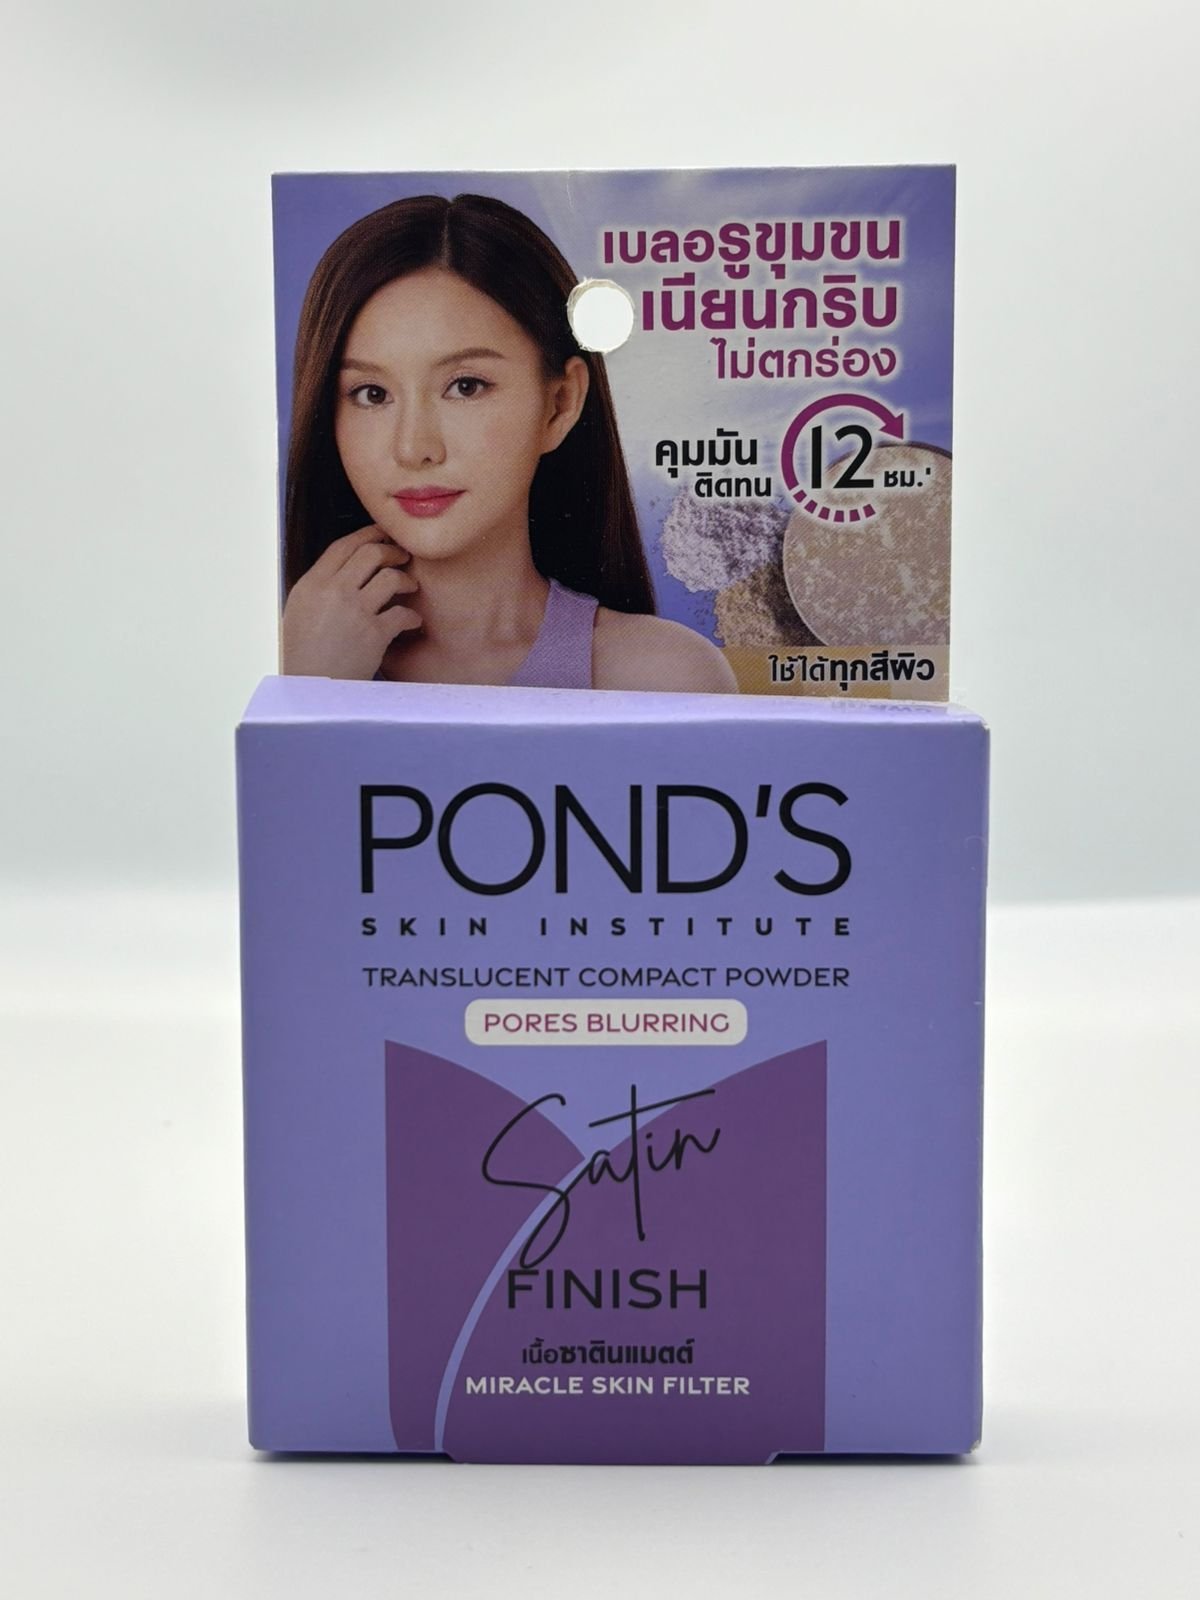 เบลอรูขุมขน
เนียนกริบ
ไม่ตกร่อง
คุมมัน
ติดทน
12 ชม.*
ใช้ได้ทุกสีผิว
POND'S
SKIN INSTITUTE
TRANSLUCENT COMPACT POWDER
PORES BLURRING
Satin
FINISH
เนื้อซาตินแมตต์
MIRACLE SKIN FILTER